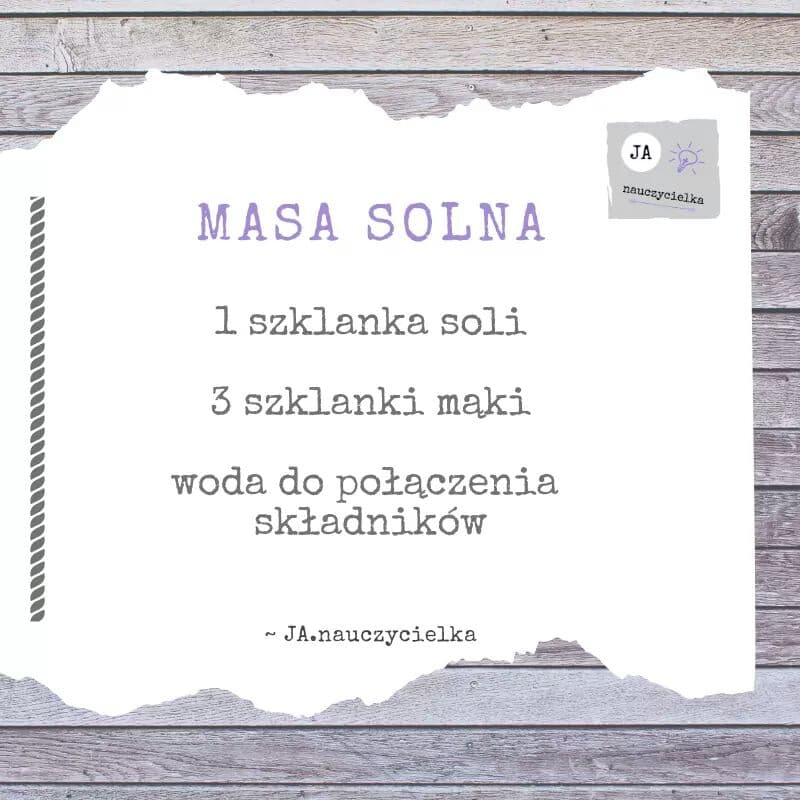 JA
nauczycielka
MASA SOLNA
1 szklanka soli
3 szklanki mąki
woda do połączenia
składników
~ JA.nauczycielka